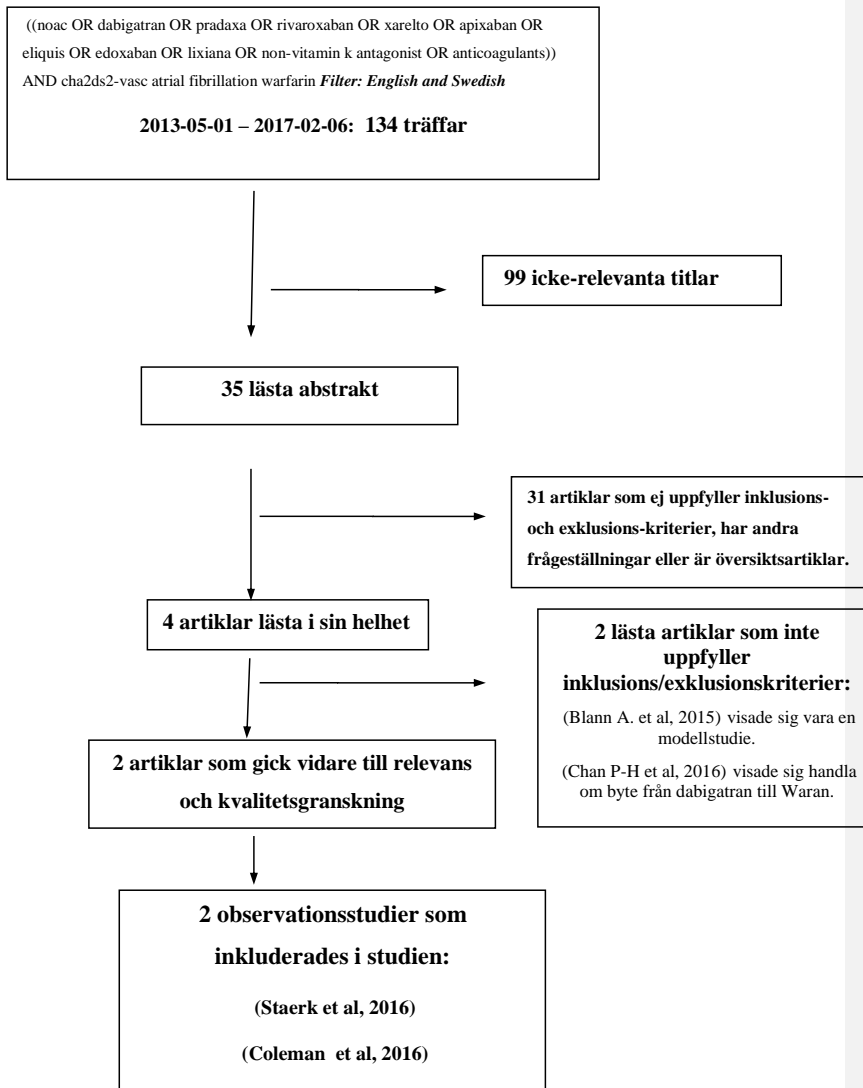 ((noac OR dabigatran OR pradaxa OR rivaroxaban OR xarelto OR apixaban OR
eliquis OR edoxaban OR lixiana OR non-vitamin k antagonist OR anticoagulants))
AND cha2ds2-vasc atrial fibrillation warfarin Filter: English and Swedish
2013-05-01 – 2017-02-06: 134 träffar
99 icke-relevanta titlar
35 lästa abstrakt
31 artiklar som ej uppfyller inklusions-
och exklusions-kriterier, har andra
frågeställningar eller är översiktsartiklar.
4 artiklar lästa i sin helhet
2 lästa artiklar som inte
uppfyller
inklusions/exklusionskriterier:
(Blann A. et al, 2015) visade sig vara en
modellstudie.
(Chan P-H et al, 2016) visade sig handla
om byte från dabigatran till Waran.
2 artiklar som gick vidare till relevans
och kvalitetsgranskning
2 observationsstudier som
inkluderades i studien:
(Staerk et al, 2016)
(Coleman et al, 2016)